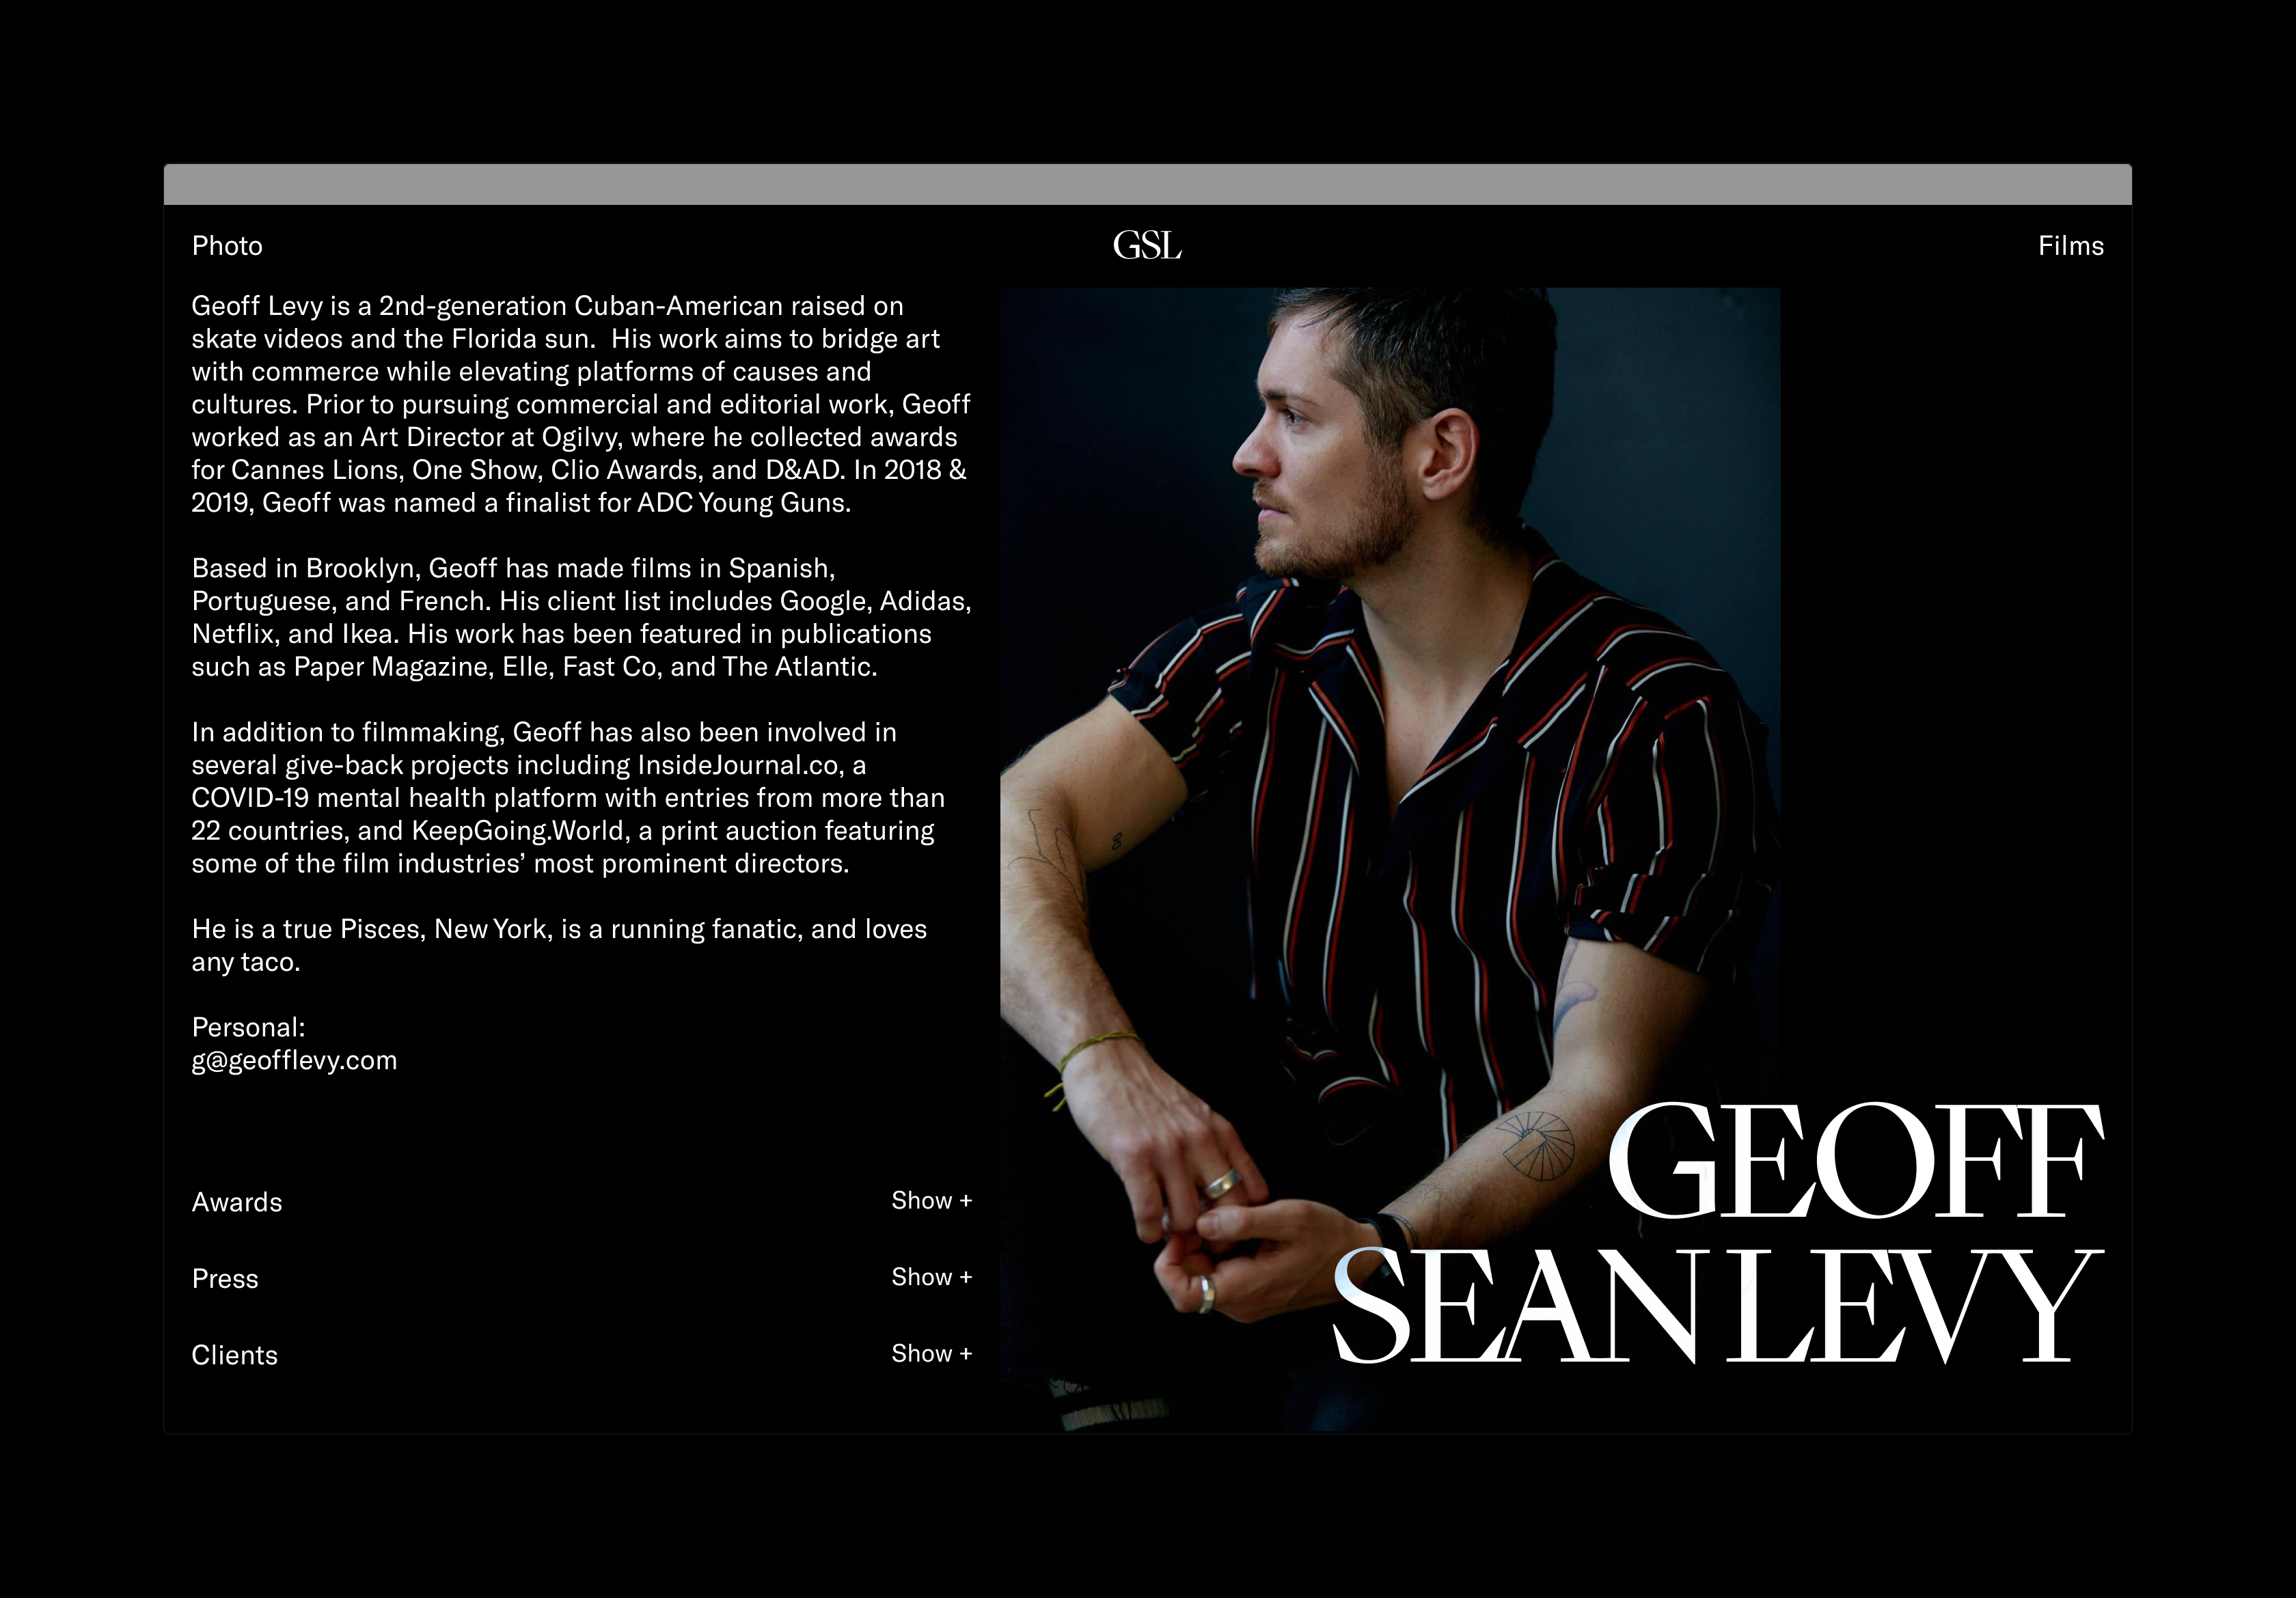 Photo
GSL
Films
Geoff Levy is a 2nd-generation Cuban-American raised on
skate videos and the Florida sun.  His work aims to bridge art
with commerce while elevating platforms of causes and
cultures. Prior to pursuing commercial and editorial work, Geoff
worked as an Art Director at Ogilvy, where he collected awards
for Cannes Lions, One Show, Clio Awards, and D&AD. In 2018 &
2019, Geoff was named a finalist for ADC Young Guns.
Based in Brooklyn, Geoff has made films in Spanish,
Portuguese, and French. His client list includes Google, Adidas,
Netflix, and Ikea. His work has been featured in publications
such as Paper Magazine, Elle, Fast Co, and The Atlantic.
In addition to filmmaking, Geoff has also been involved in
several give-back projects including InsideJournal.co, a
COVID-19 mental health platform with entries from more than
22 countries, and KeepGoing.World, a print auction featuring
some of the film industries’ most prominent directors.
He is a true Pisces, New York, is a running fanatic, and loves
any taco.
Personal:
g@geofflevy.com
Awards
Show +
Press
Show +
Clients
Show +
GEOFF
SEAN LEVY